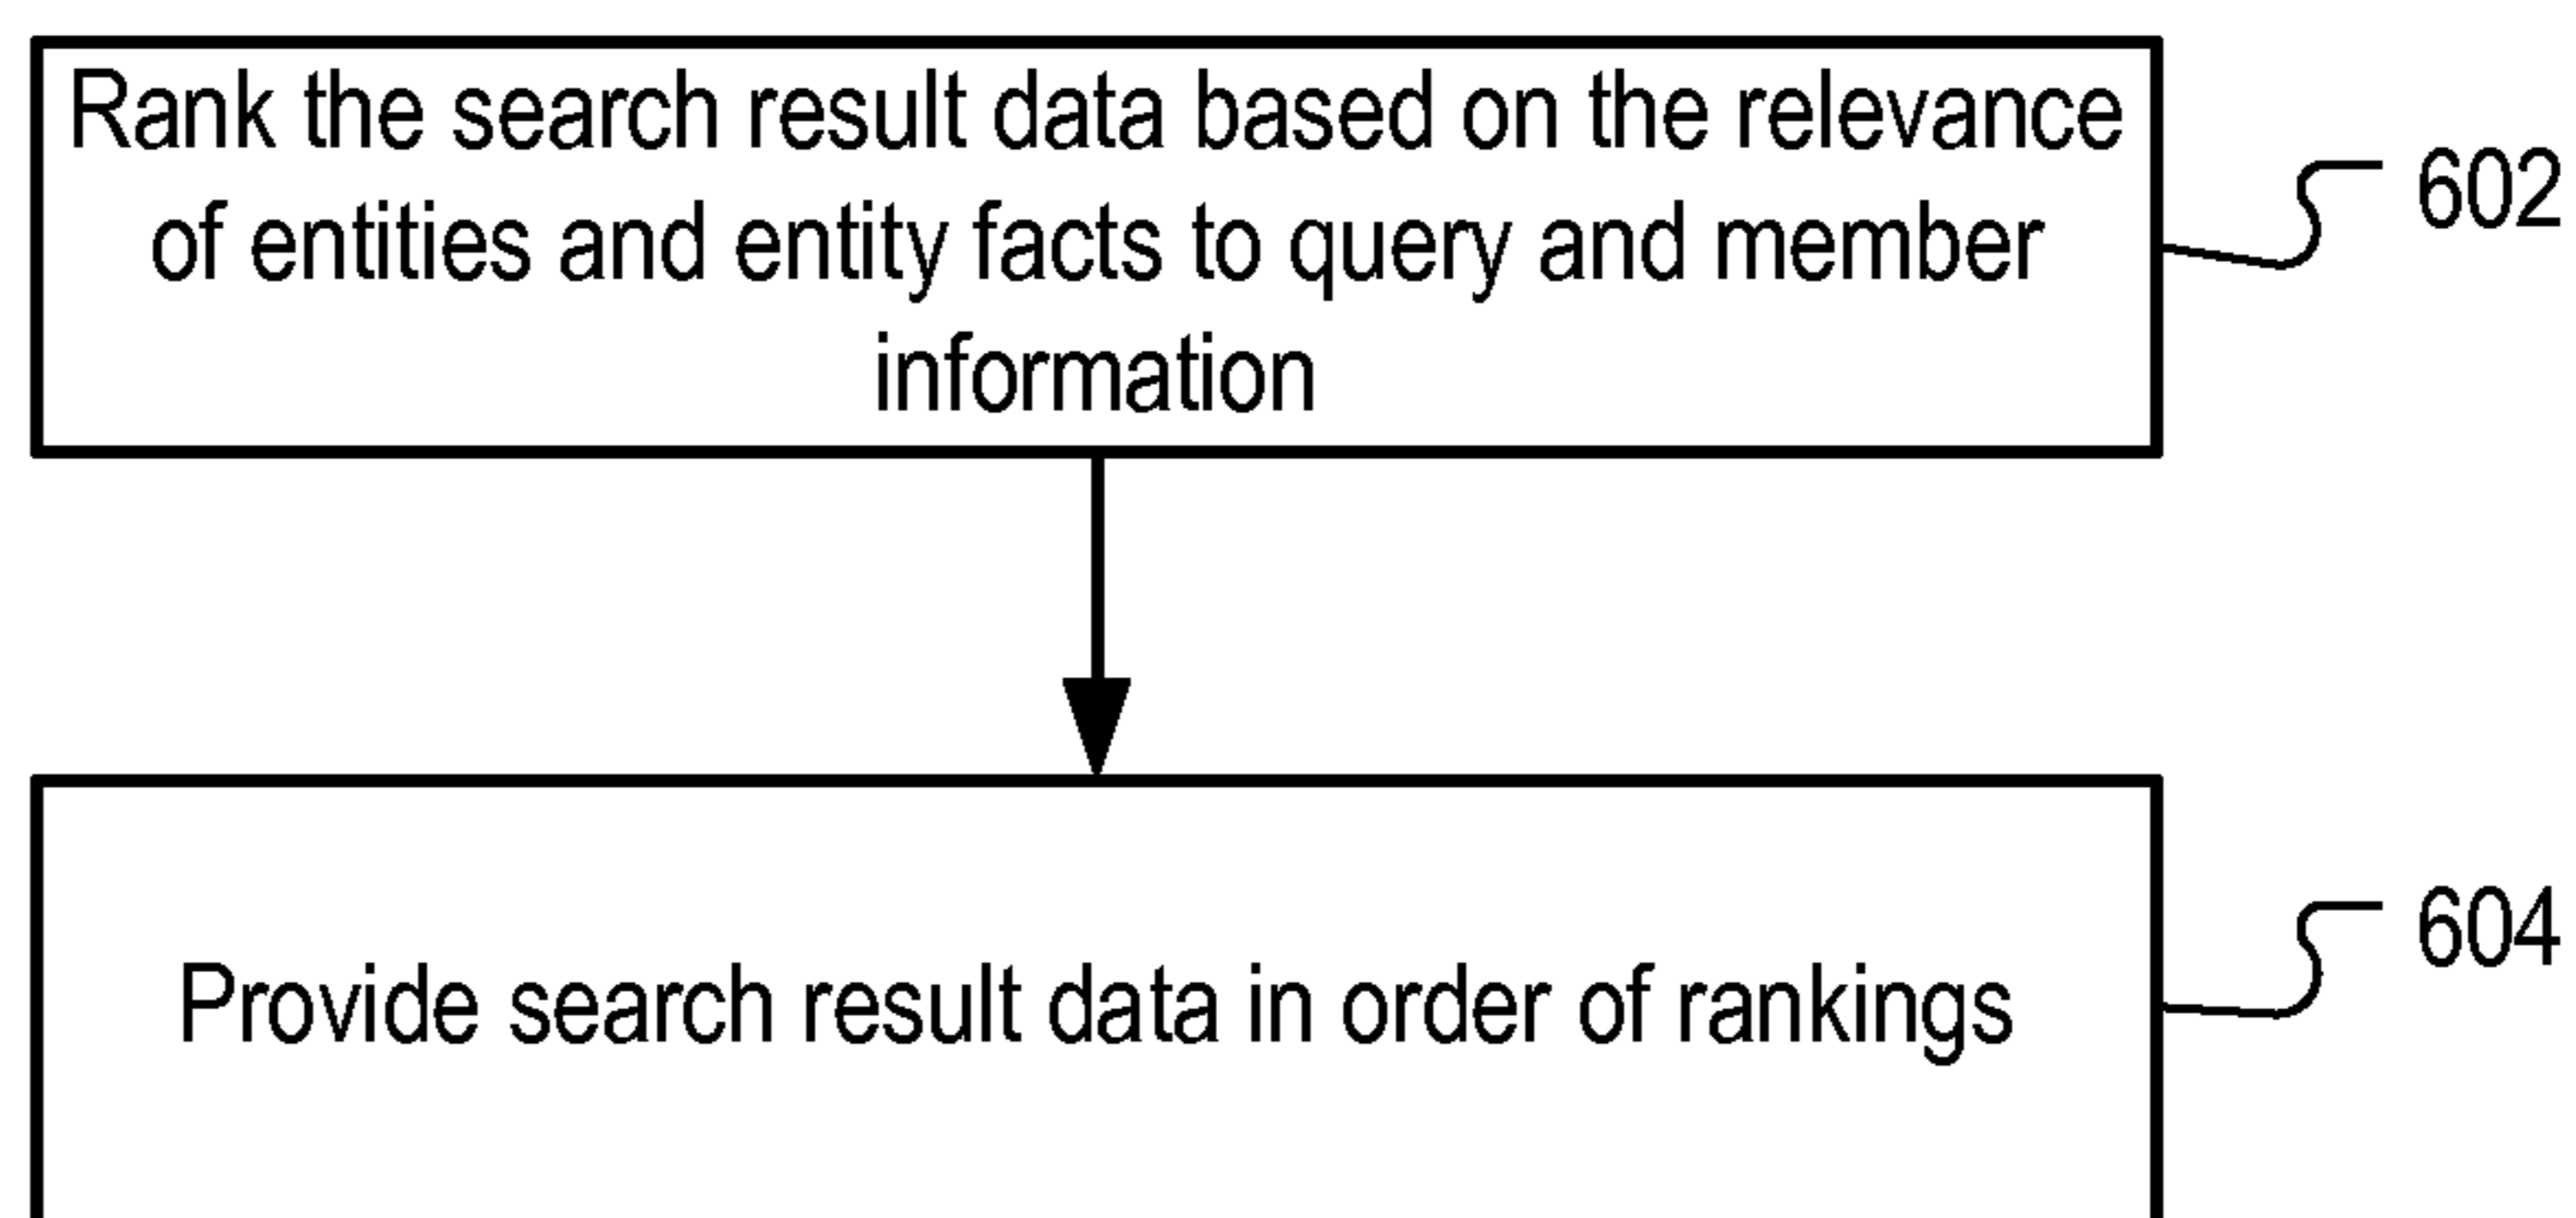 Rank the search result data based on the relevance
of entities and entity facts to query and member
information
602
Provide search result data in order of rankings
604